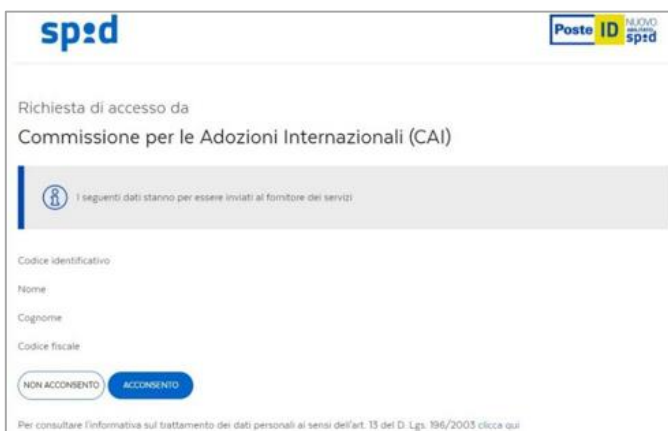 sp:d
Poste ID NUOVO
sp:d
Richiesta di accesso da
Commissione per le Adozioni Internazionali (CAI)
I seguenti dati stanno per essere inviati al fornitore dei servizi
Codice identificativo
Nome
Cognome
Codice fiscale
NON ACCONSENTO ACCONSENTO
Per consultare l'informativa sul trattamento dei dati personali ai sensi dell'art. 13 del D. Lgs. 196/2003 clicca qui